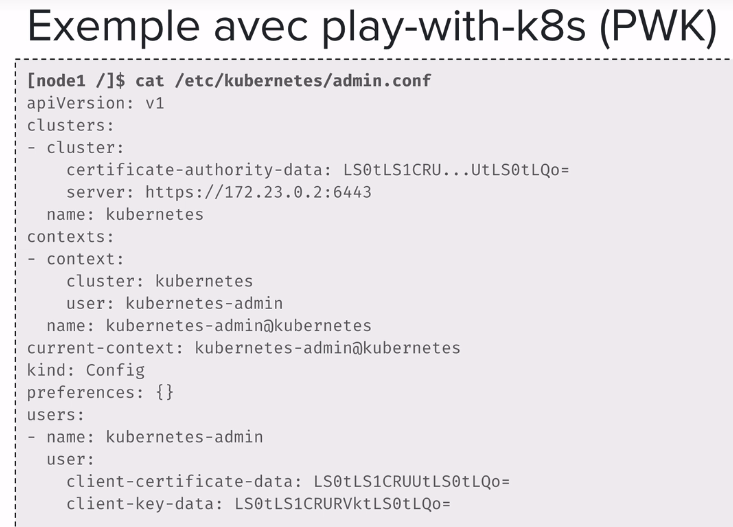 Exemple avec play-with-k8s (PWK)
[node1 /]$ cat /etc/kubernetes/admin.conf
apiVersion: v1
clusters:
- cluster:
    certificate-authority-data: LS0tLS1CRU...UtLS0tLQo=
    server: https://172.23.0.2:6443
  name: kubernetes
contexts:
- context:
    cluster: kubernetes
    user: kubernetes-admin
  name: kubernetes-admin@kubernetes
current-context: kubernetes-admin@kubernetes
kind: Config
preferences: {}
users:
- name: kubernetes-admin
  user:
    client-certificate-data: LS0tLS1CRUUtLS0tLQo=
    client-key-data: LS0tLS1CRURVktLS0tLQo=